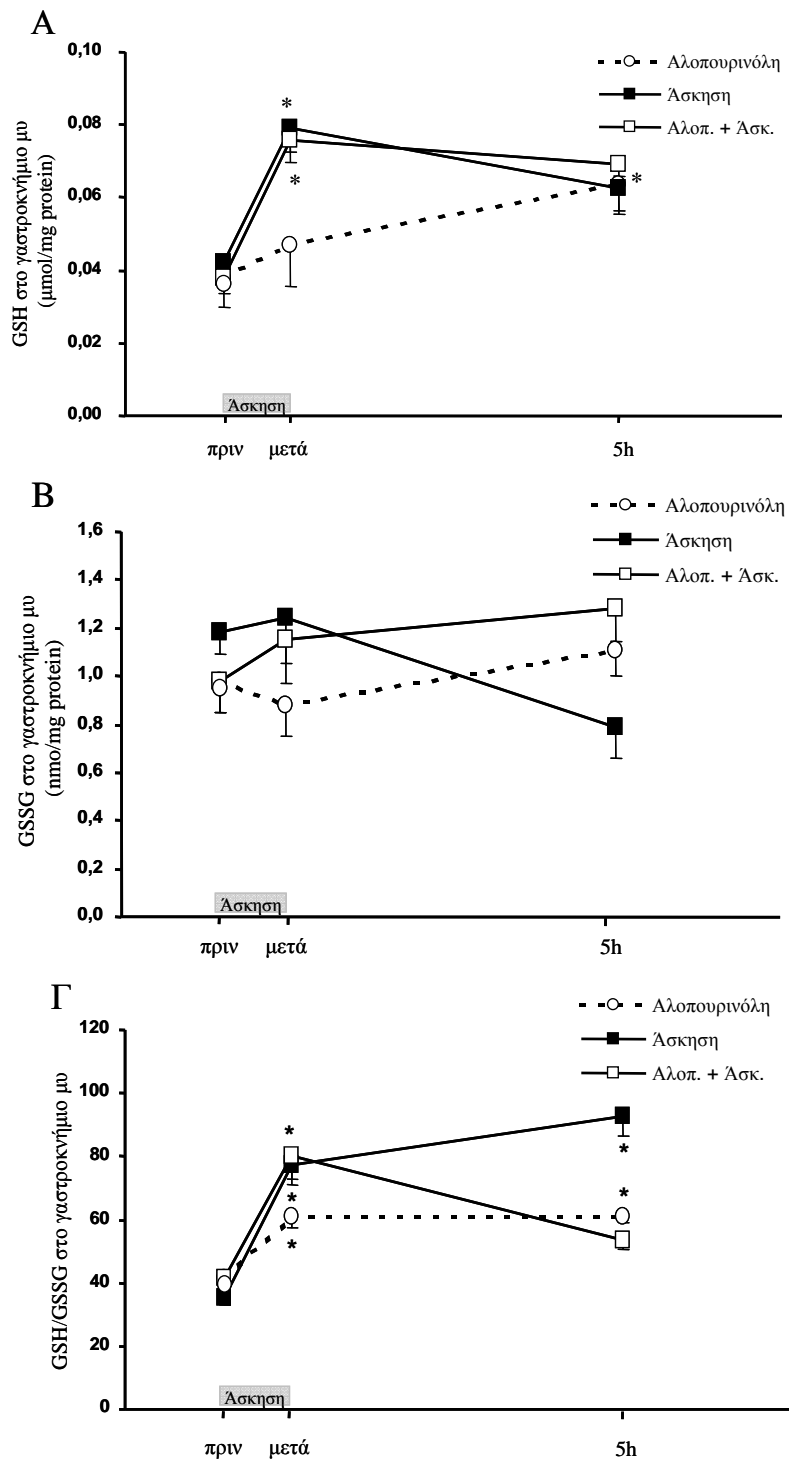 Α
0,10
0,08
0,06
0,04
0,02
0,00
GSH στο γαστροκνήμιο μυ
(μmol/mg protein)
Αλοπουρινόλη
Άσκηση
Αλοπ. + Άσκ.
*
*
*
Άσκηση
πριν
μετά
5h
Β
1,6
1,4
1,2
1,0
0,8
0,6
0,4
0,2
0,0
GSSG στο γαστροκνήμιο μυ
(nmo/mg protein)
Αλοπουρινόλη
Άσκηση
Αλοπ. + Άσκ.
Άσκηση
πριν
μετά
5h
Γ
120
100
80
60
40
20
0
GSH/GSSG στο γαστροκνήμιο μυ
Αλοπουρινόλη
Άσκηση
Αλοπ. + Άσκ.
*
*
*
*
*
Άσκηση
πριν
μετά
5h